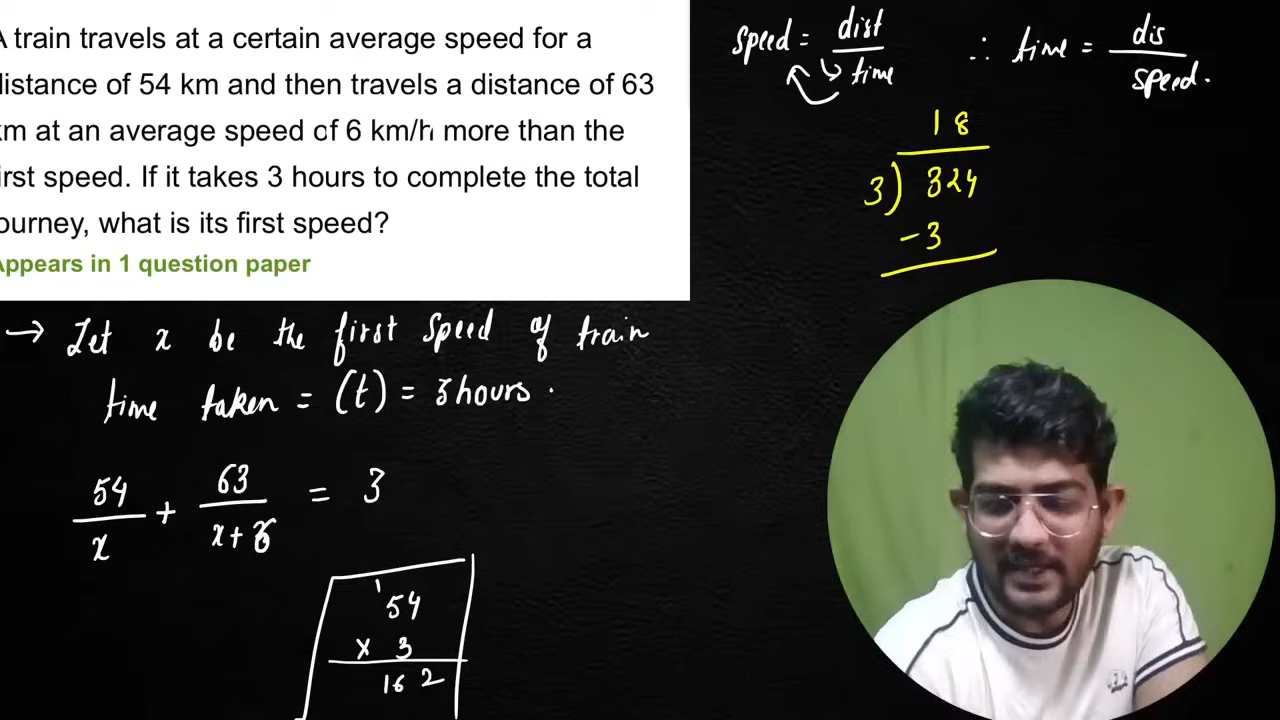 A train travels at a certain average speed for a
distance of 54 km and then travels a distance of 63
km at an average speed of 6 km/h more than the
first speed. If it takes 3 hours to complete the total
journey, what is its first speed?
Appears in 1 question paper
speed = dist / time
∴ time = dis / speed.
18
3) 324
-3
→ Let x be the first speed of train
time taken = (t) = 3 hours.
54/x + 63/x+6 = 3
1
54
x 3
162